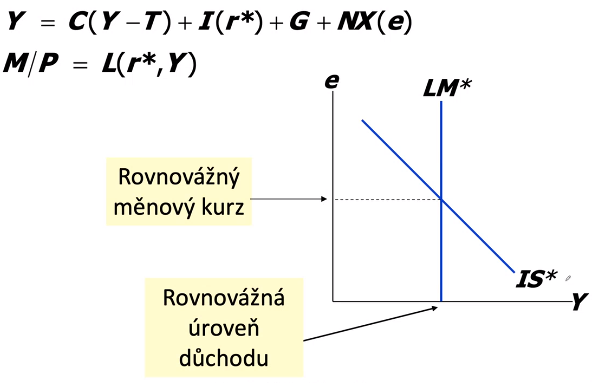 Y = C(Y – T) + I(r*) + G + NX(e)
M/P = L(r*,Y)
e
LM*
Rovnovážný
měnový kurz
IS*
Y
Rovnovážná
úroveň
důchodu